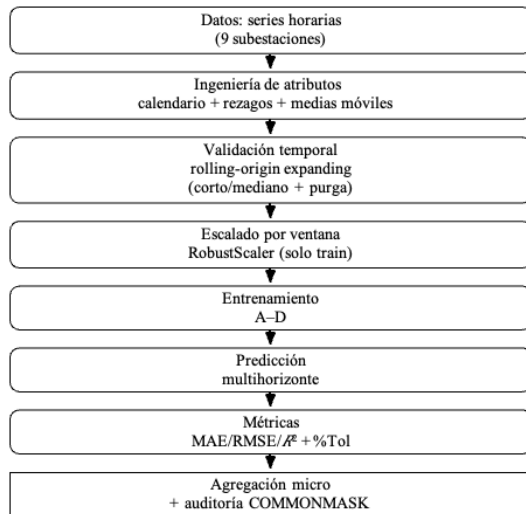 Datos: series horarias
(9 subestaciones)
Ingeniería de atributos
calendario + rezagos + medias móviles
Validación temporal
rolling-origin expanding
(corto/mediano + purga)
Escalado por ventana
RobustScaler (solo train)
Entrenamiento
A–D
Predicción
multihorizonte
Métricas
MAE/RMSE/R² + %Tol
Agregación micro
+ auditoría COMMONMASK